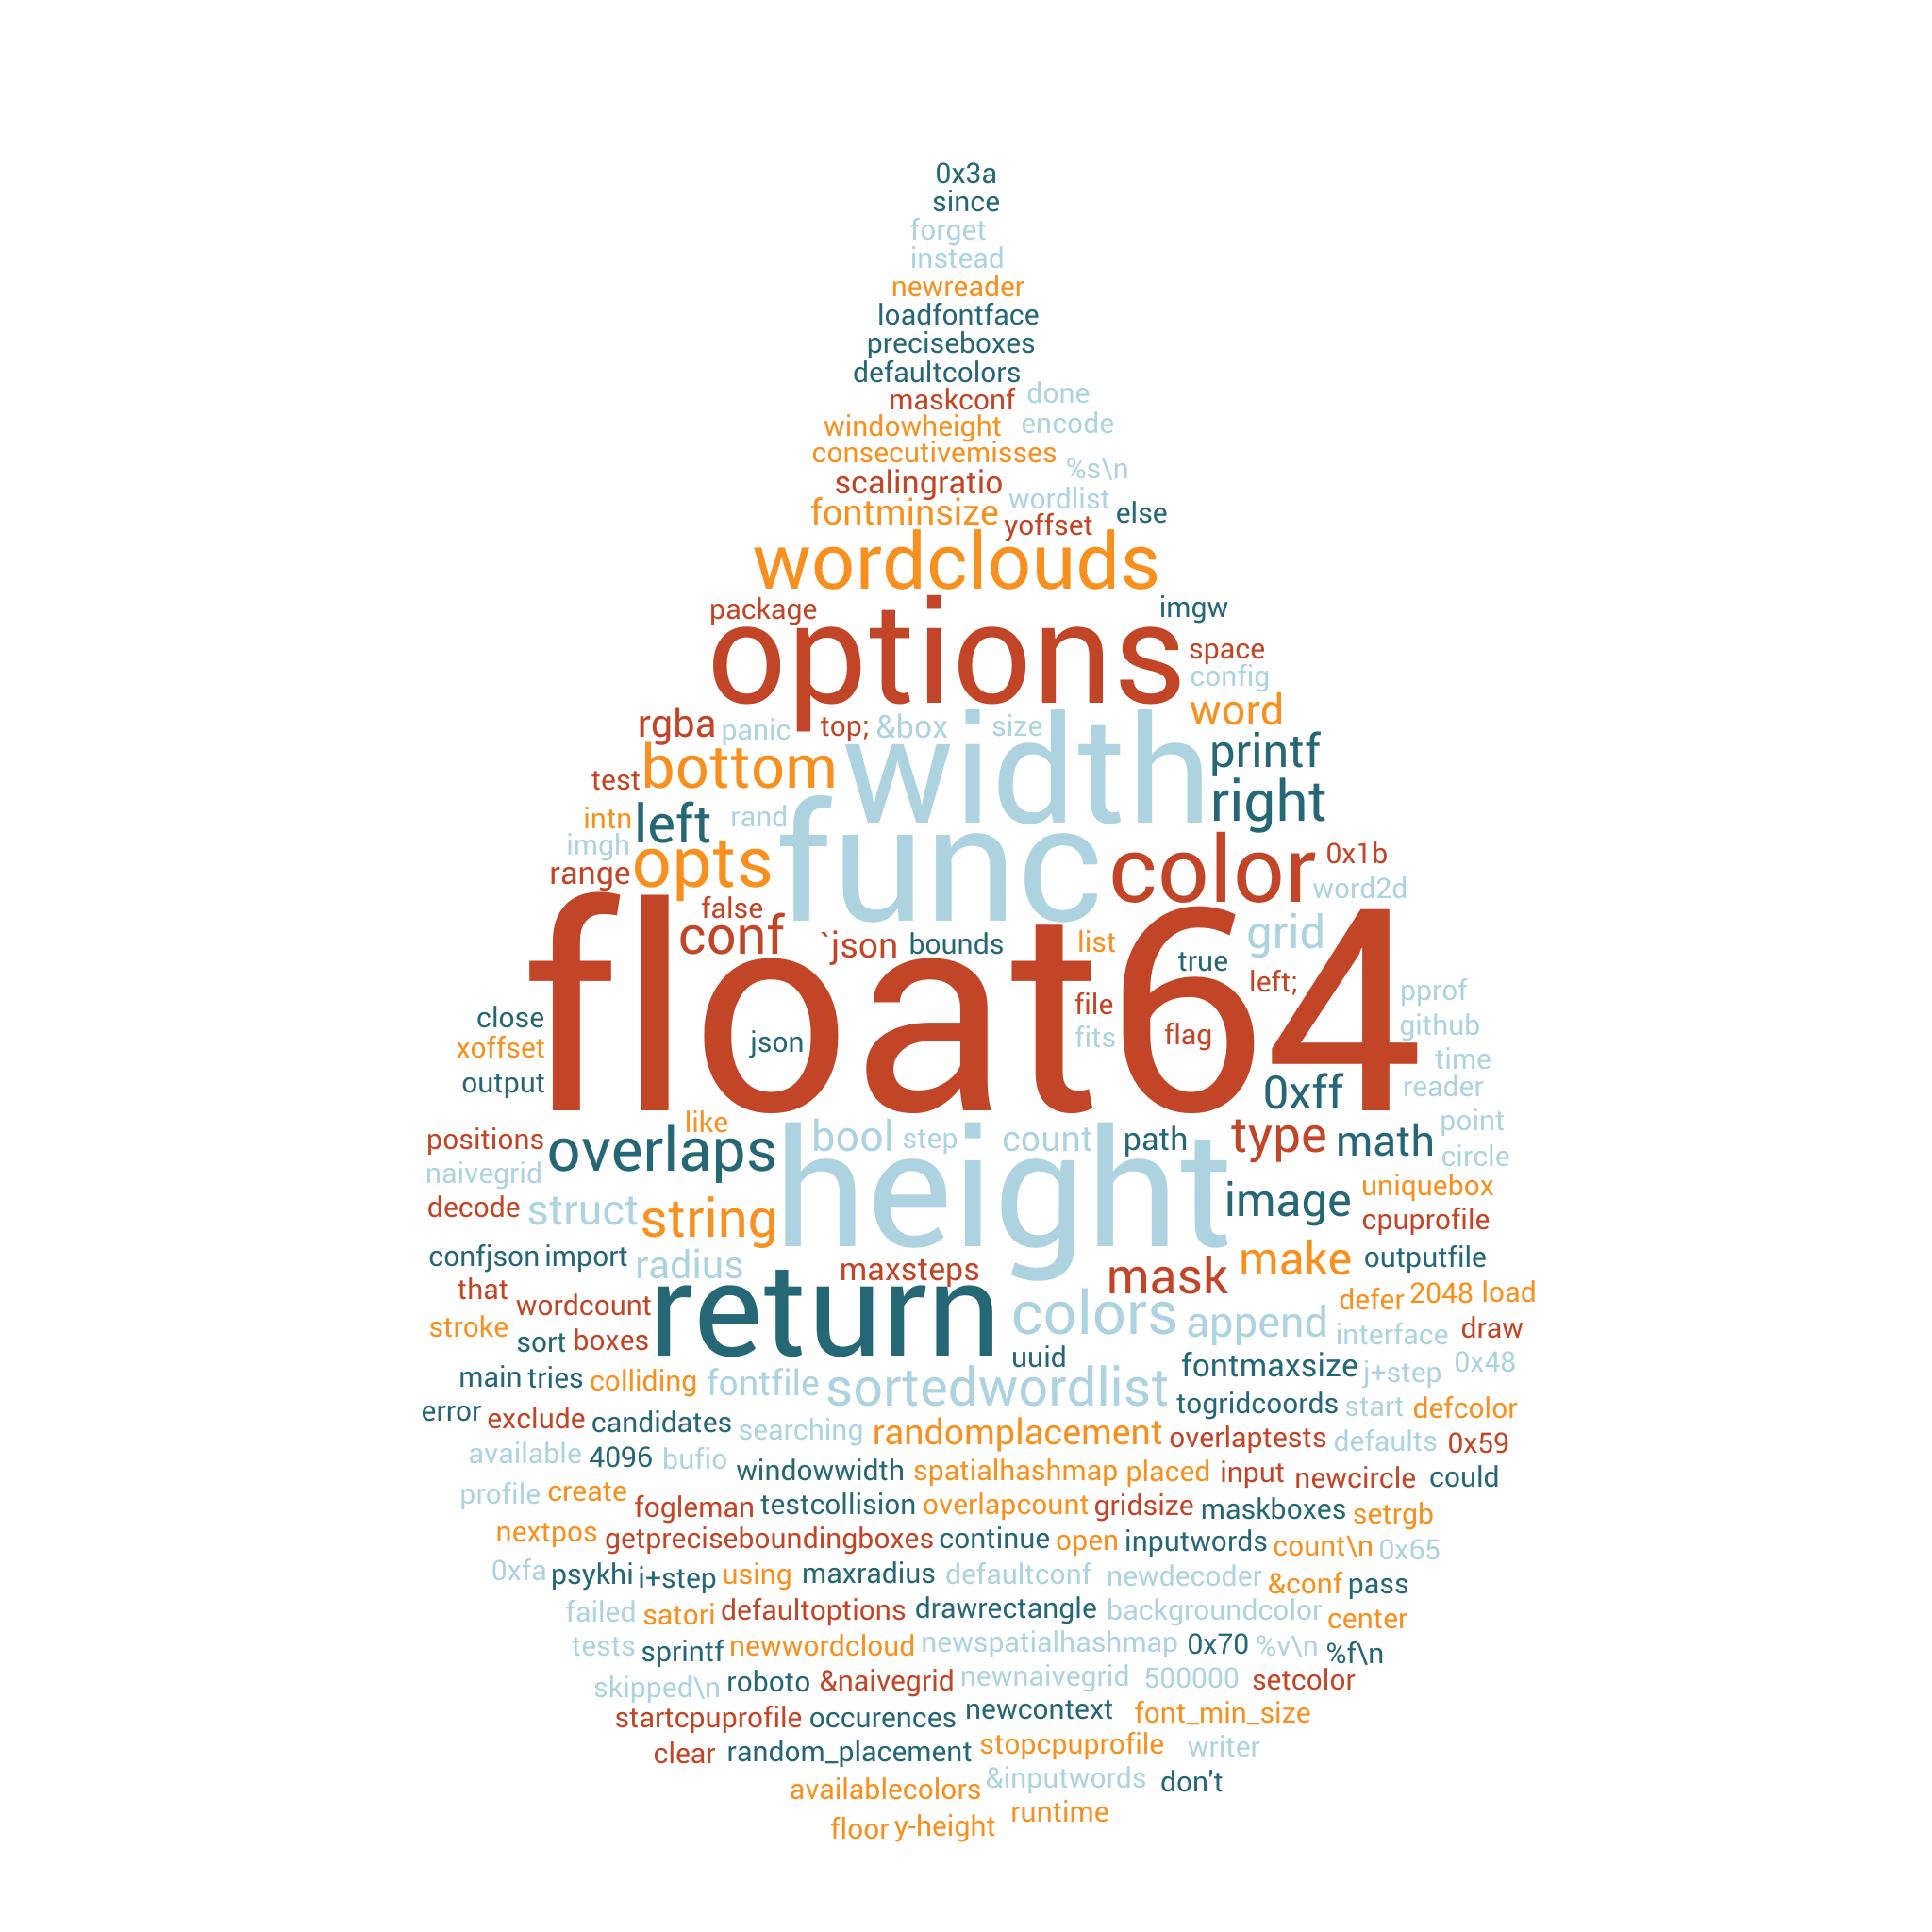 0x3a
since
forget
instead
newreader
loadfontface
preciseboxes
defaultcolors
maskconf done
windowheight encode
consecutivemisses %s\n
scalingratio wordlist
fontminsize yoffset else
wordclouds
package imgw
options space
config
word
rgba panic top; &box size
width printf
bottom
test right
intn left rand
imgh opts func color 0x1b
range word2d
false
conf `json bounds list grid
true
float64 left;
file pprof
close fits flag github
xoffset json time
output 0xff reader
like point
positions overlaps bool step count path type math circle
naivegrid height
decode struct string image uniquebox
cpuprofile
confjson import radius maxsteps mask make outputfile
that wordcount return colors append defer 2048 load
stroke sort boxes interface draw
uuid fontmaxsize j+step 0x48
main tries colliding fontfile sortedwordlist
error exclude candidates searching randomplacement togridcoords start defcolor
available 4096 bufio overlaptests defaults 0x59
windowwidth spatialhashmap placed input newcircle could
profile create fogleman testcollision overlapcount gridsize maskboxes setrgb
nextpos getpreciseboundingboxes continue open inputwords count\n 0x65
0xfa psykhi i+step using maxradius defaultconf newdecoder &conf pass
failed satori defaultoptions drawrectangle backgroundcolor center
tests sprintf newwordcloud newspatialhashmap 0x70 %v\n %f\n
skipped\n roboto &naivegrid newnaivegrid 500000 setcolor
startcpuprofile occurences newcontext font_min_size
clear random_placement stopcpuprofile writer
availablecolors &inputwords don't
floor y-height runtime